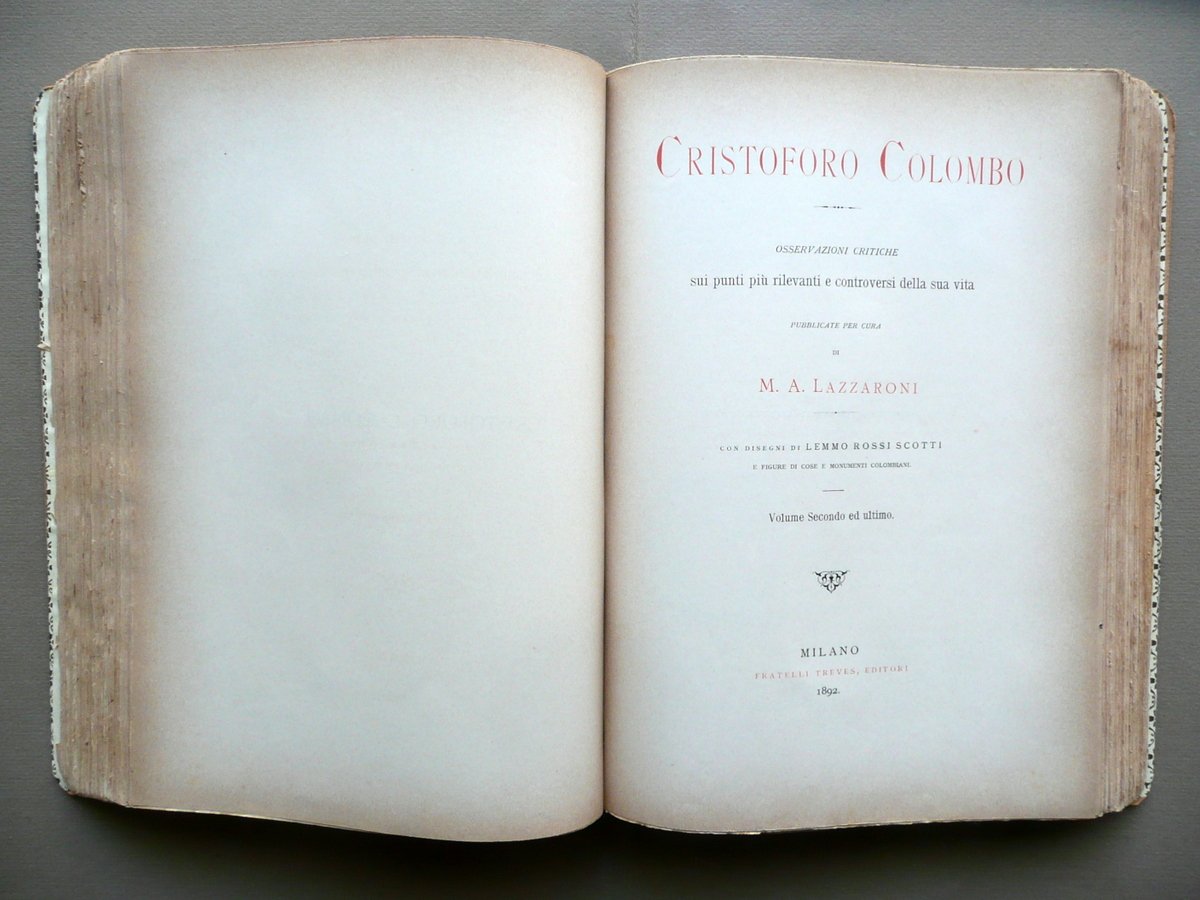 CRISTOFORO COLOMBO
OSSERVAZIONI CRITICHE
sui punti più rilevanti e controversi della sua vita
PUBBLICATE PER CURA
DI
M. A. LAZZARONI
CON DISEGNI DI LEMMO ROSSI SCOTTI
E FIGURE DI COSE E MONUMENTI COLOMBIANI.
Volume Secondo ed ultimo.
MILANO
FRATELLI TREVES, EDITORI
1892.